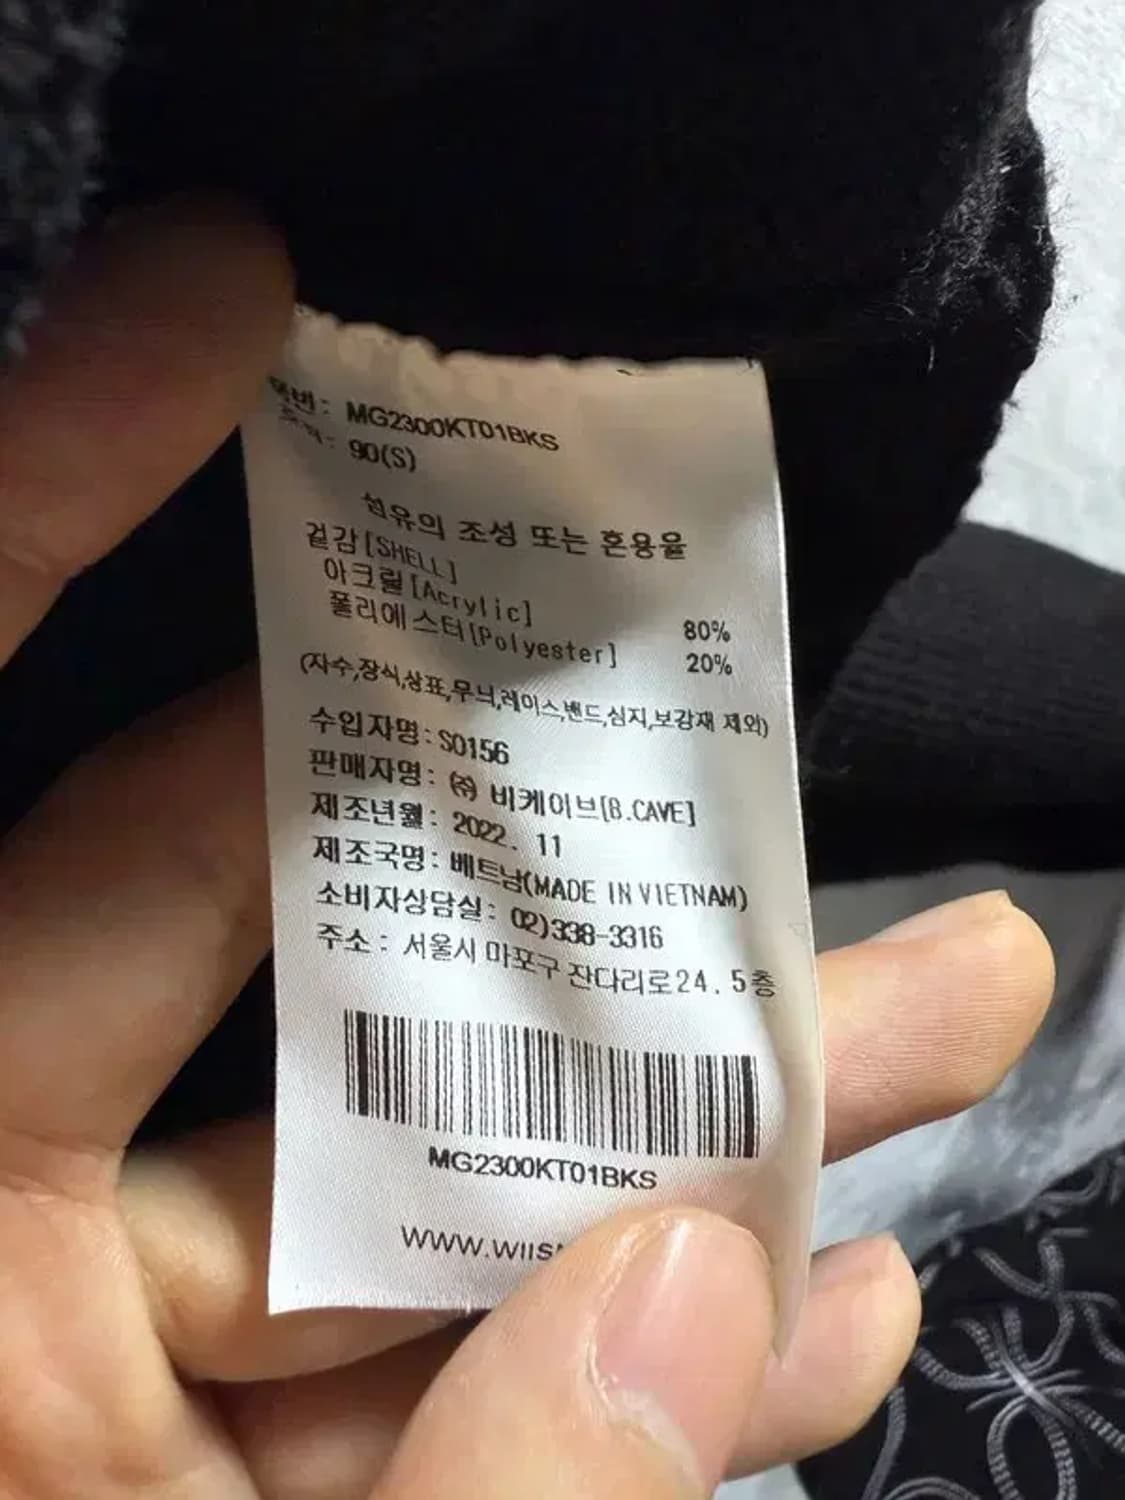 품번: MG2300KT01BKS
호칭: 90(S)
섬유의 조성 또는 혼용율
겉감[SHELL]
아크릴[Acrylic] 80%
폴리에스터[Polyester] 20%
(자수,장식,상표,무늬,레이스,밴드,심지,보강재 제외)
수입자명: S0156
판매자명: ㈜ 비케이브[B.CAVE]
제조년월: 2022. 11
제조국명: 베트남(MADE IN VIETNAM)
소비자상담실: 02)338-3316
주소: 서울시 마포구 잔다리로24. 5층
MG2300KT01BKS